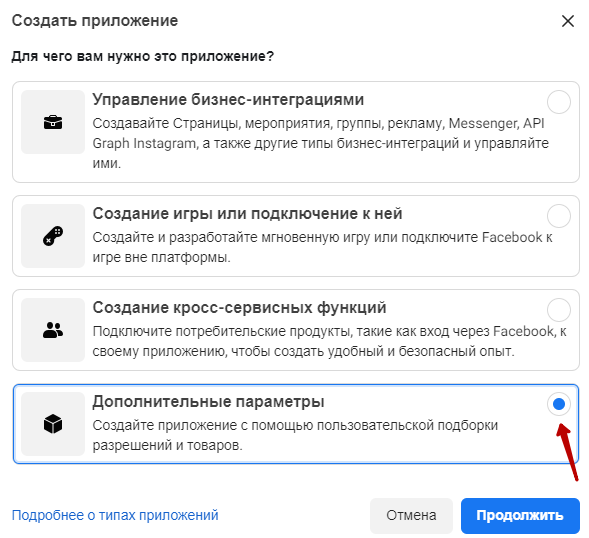 Создать приложение
Для чего вам нужно это приложение?
Управление бизнес-интеграциями
Создавайте Страницы, мероприятия, группы, рекламу, Messenger, API
Graph Instagram, а также другие типы бизнес-интеграций и управляйте
ими.
Создание игры или подключение к ней
Создайте и разработайте мгновенную игру или подключите Facebook к
игре вне платформы.
Создание кросс-сервисных функций
Подключите потребительские продукты, такие как вход через Facebook, к
своему приложению, чтобы создать удобный и безопасный опыт.
Дополнительные параметры
Создайте приложение с помощью пользовательской подборки
разрешений и товаров.
Подробнее о типах приложений
Отмена
Продолжить